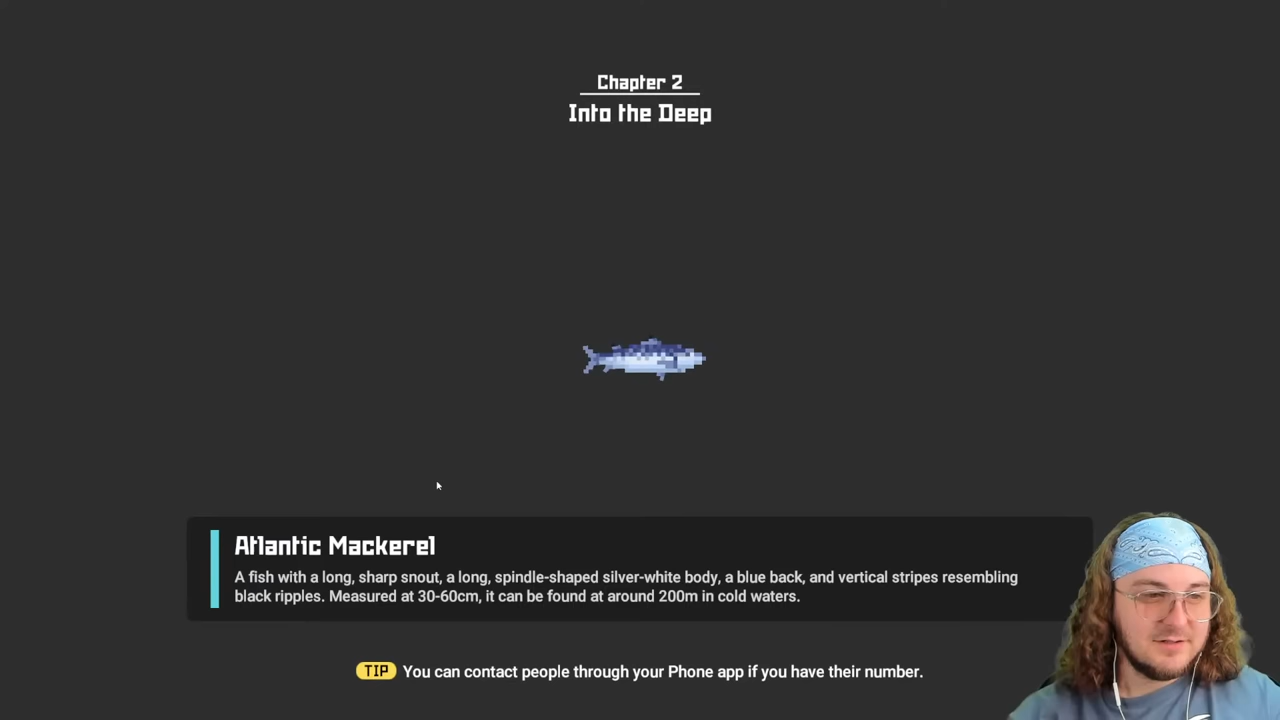 Chapter 2
Into the Deep
Atlantic Mackerel
A fish with a long, sharp snout, a long, spindle-shaped silver-white body, a blue back, and vertical stripes resembling
black ripples. Measured at 30-60cm, it can be found at around 200m in cold waters.
TIP You can contact people through your Phone app if you have their number.